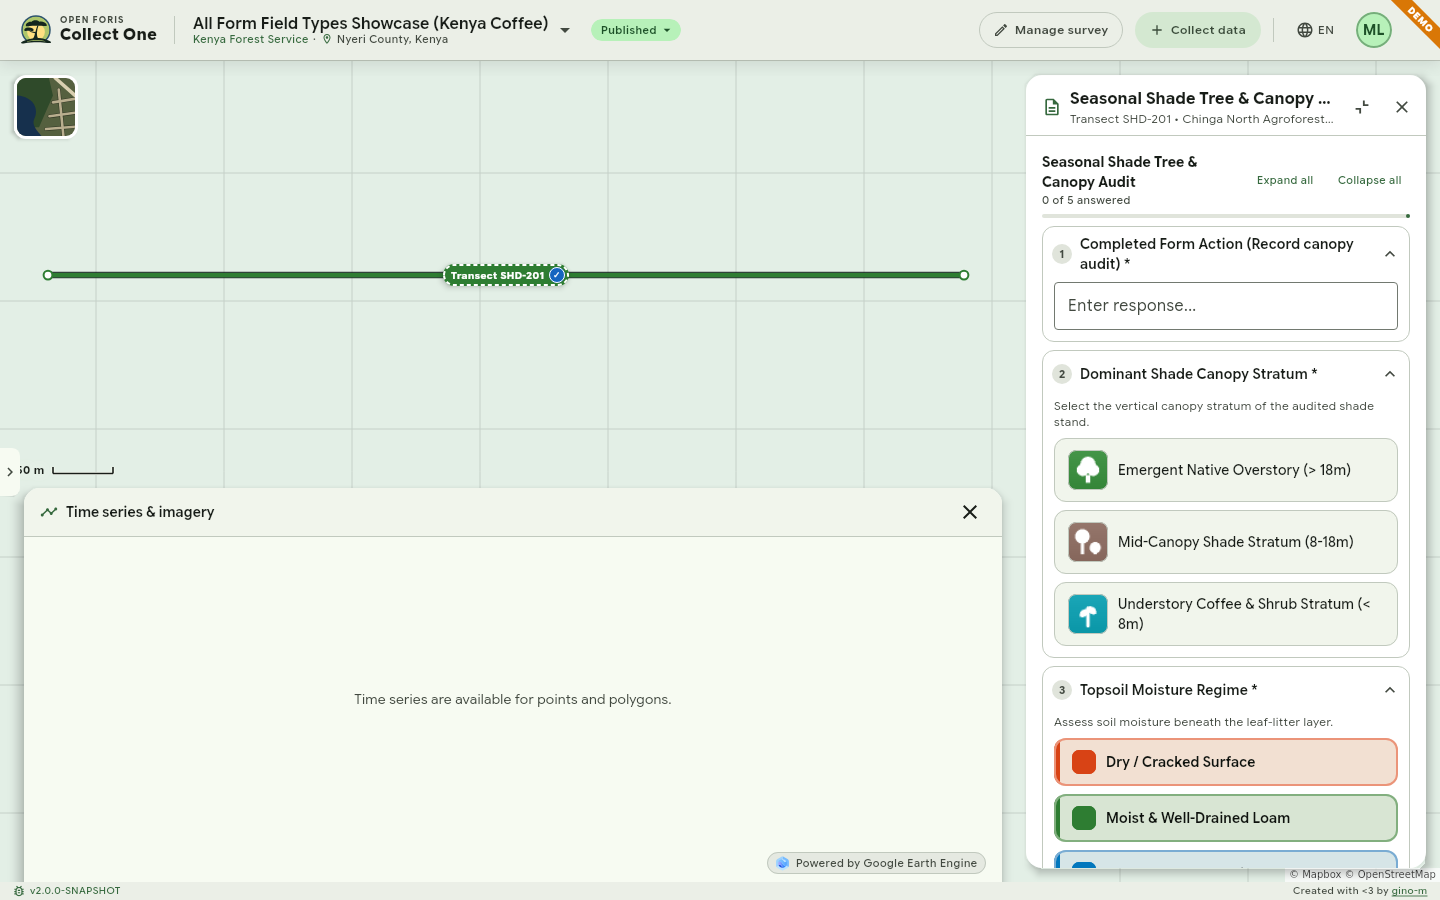 OPEN FORIS
Collect One
All Form Field Types Showcase (Kenya Coffee)
Kenya Forest Service · Nyeri County, Kenya
Published
Manage survey
Collect data
EN
ML
DEMO
Transect SHD-201
50 m
Time series & imagery
Time series are available for points and polygons.
Powered by Google Earth Engine
Seasonal Shade Tree & Canopy ...
Transect SHD-201 • Chinga North Agroforest...
Seasonal Shade Tree &
Canopy Audit
Expand all
Collapse all
0 of 5 answered
1
Completed Form Action (Record canopy
audit) *
Enter response...
2
Dominant Shade Canopy Stratum *
Select the vertical canopy stratum of the audited shade
stand.
Emergent Native Overstory (> 18m)
Mid-Canopy Shade Stratum (8-18m)
Understory Coffee & Shrub Stratum (<
8m)
3
Topsoil Moisture Regime *
Assess soil moisture beneath the leaf-litter layer.
Dry / Cracked Surface
Moist & Well-Drained Loam
© Mapbox © OpenStreetMap
v2.0.0-SNAPSHOT
Created with <3 by gino-m